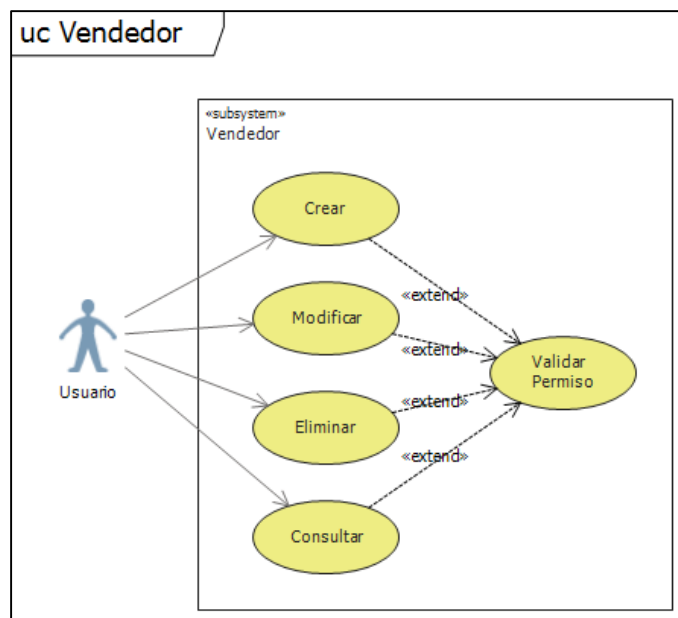 uc Vendedor
«subsystem»
Vendedor
Crear
«extend»
Modificar
«extend»
Validar
Permiso
Usuario
«extend»
Eliminar
«extend»
Consultar